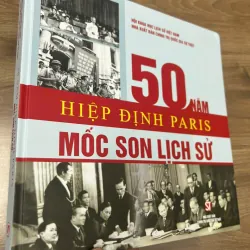 HỘI KHOA HỌC LỊCH SỬ VIỆT NAM
NHÀ XUẤT BẢN CHÍNH TRỊ QUỐC GIA SỰ THẬT
50 NĂM
HIỆP ĐỊNH PARIS
MỐC SON LỊCH SỬ